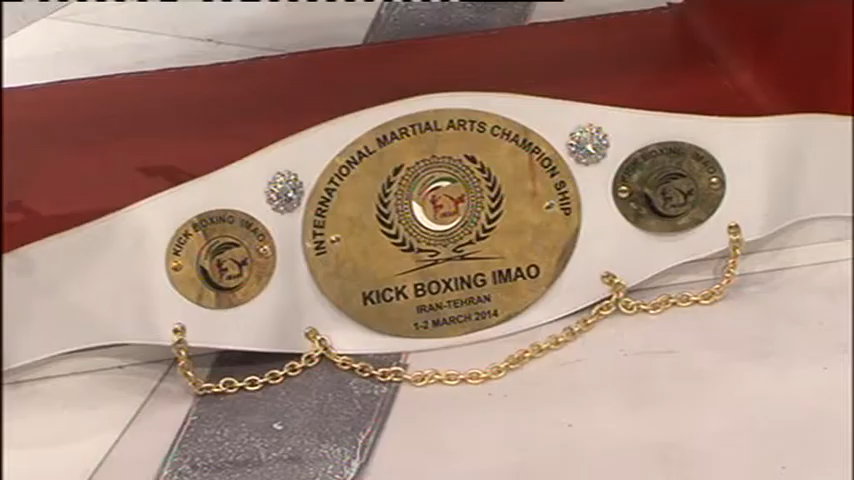 INTERNATIONAL MARTIAL ARTS CHAMPION SHIP
KICK BOXING IMAO
IRAN-TEHRAN
1-2 MARCH 2014
KICK BOXING IMAO
KICK BOXING IMAO